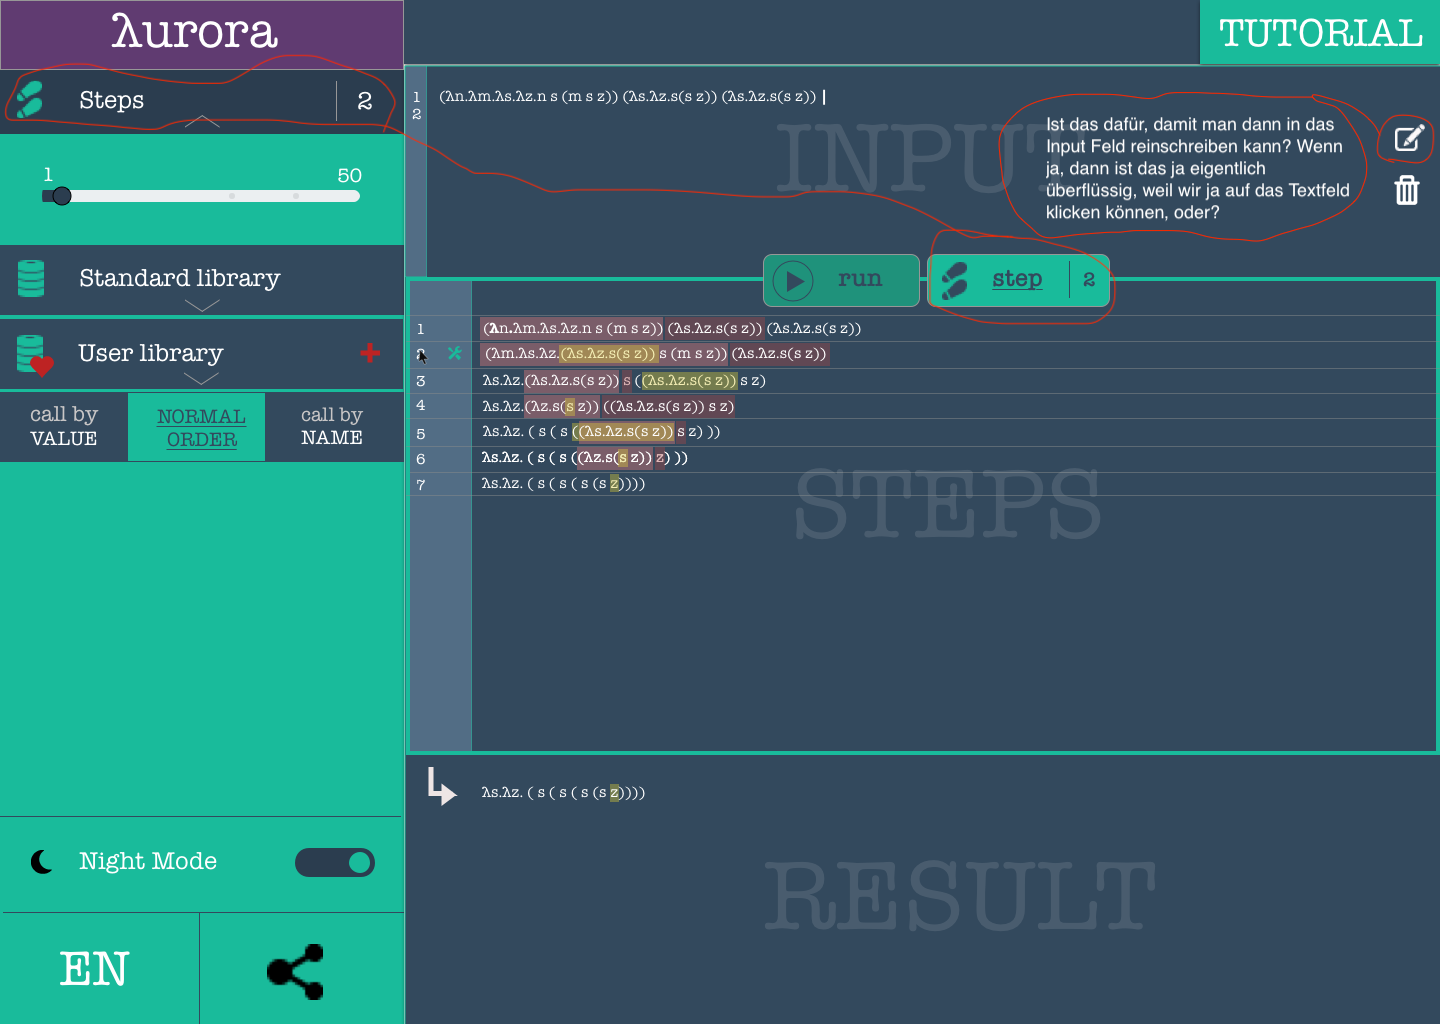 λurora
TUTORIAL
Steps 2
1 50
Standard library
User library
call by
VALUE
NORMAL
ORDER
call by
NAME
Night Mode
EN
1 (λn.λm.λs.λz.n s (m s z)) (λs.λz.s(s z)) (λs.λz.s(s z))
2
INPUT
Ist das dafür, damit man dann in das
Input Feld reinschreiben kann? Wenn
ja, dann ist das ja eigentlich
überflüssig, weil wir ja auf das Textfeld
klicken können, oder?
run
step 2
1 (λn.λm.λs.λz.n s (m s z)) (λs.λz.s(s z)) (λs.λz.s(s z))
2 (λm.λs.λz.(λs.λz.s(s z)) s (m s z)) (λs.λz.s(s z))
3 λs.λz.(λs.λz.s(s z)) s ((λs.λz.s(s z)) s z)
4 λs.λz.(λz.s(s z)) ((λs.λz.s(s z)) s z)
5 λs.λz. ( s ( s ((λs.λz.s(s z)) s z) ))
6 λs.λz. ( s ( s ((λz.s(s z)) z) ))
7 λs.λz. ( s ( s ( s (s z))))
STEPS
λs.λz. ( s ( s ( s (s z))))
RESULT